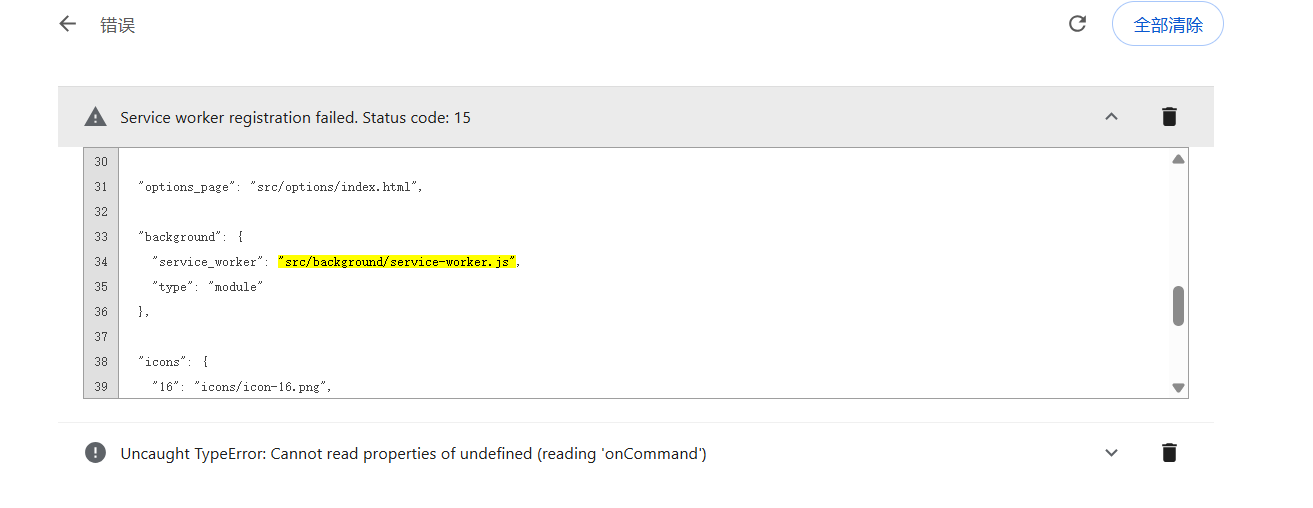 错误
全部清除
Service worker registration failed. Status code: 15
30
31 "options_page": "src/options/index.html",
32
33 "background": {
34 "service_worker": "src/background/service-worker.js",
35 "type": "module"
36 },
37
38 "icons": {
39 "16": "icons/icon-16.png",
Uncaught TypeError: Cannot read properties of undefined (reading 'onCommand')